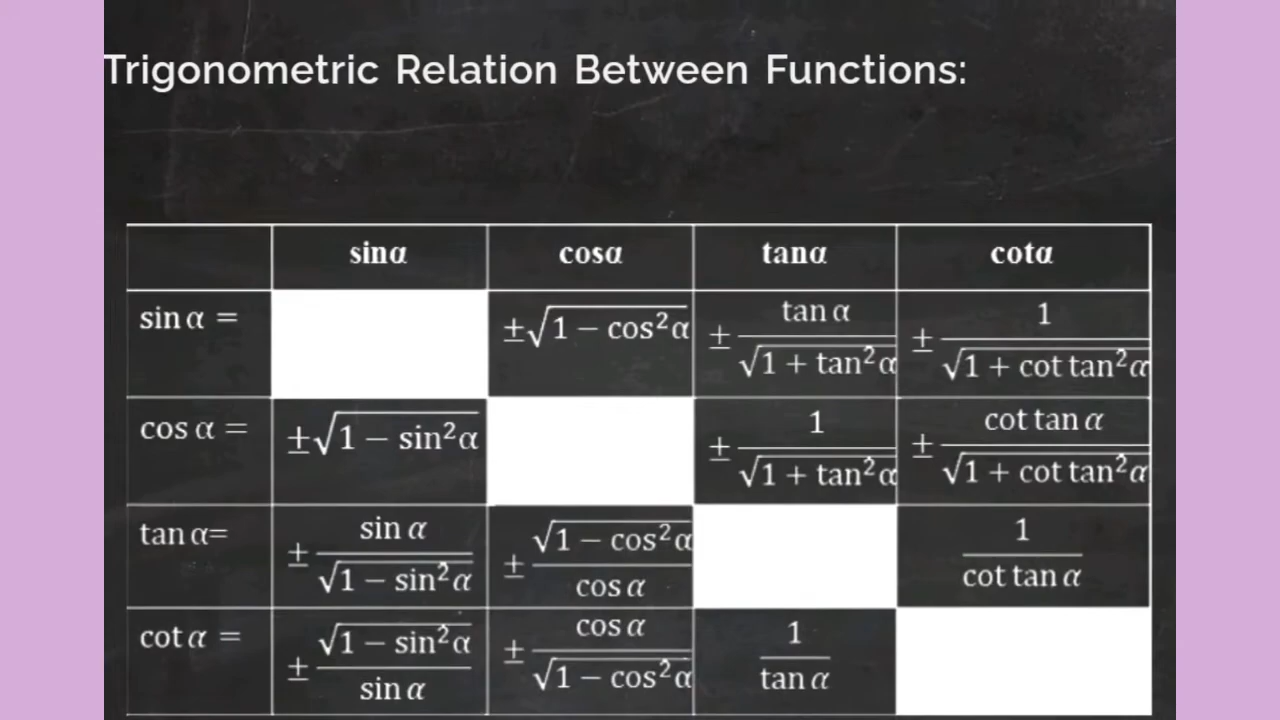 Trigonometric Relation Between Functions:
sinα cosα tanα cotα
sin α = ±√(1 − cos²α) ± tan α / √(1 + tan²α) ± 1 / √(1 + cot tan²α)
cos α = ±√(1 − sin²α) ± 1 / √(1 + tan²α) ± cot tan α / √(1 + cot tan²α)
tan α= ± sin α / √(1 − sin²α) ± √(1 − cos²α) / cos α 1 / cot tan α
cot α = ± √(1 − sin²α) / sin α ± cos α / √(1 − cos²α) 1 / tan α